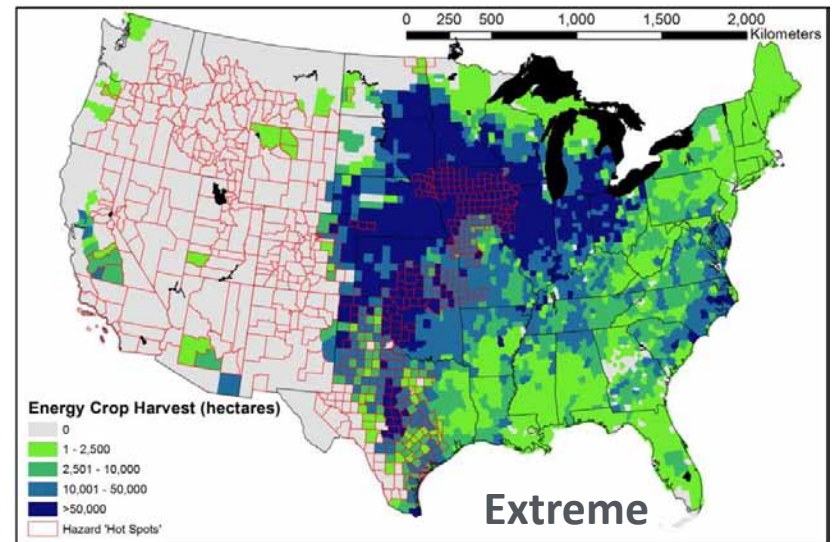 0 250 500 1,000 1,500 2,000
Kilometers
Energy Crop Harvest (hectares)
0
1 - 2,500
2,501 - 10,000
10,001 - 50,000
>50,000
Hazard 'Hot Spots'
Extreme